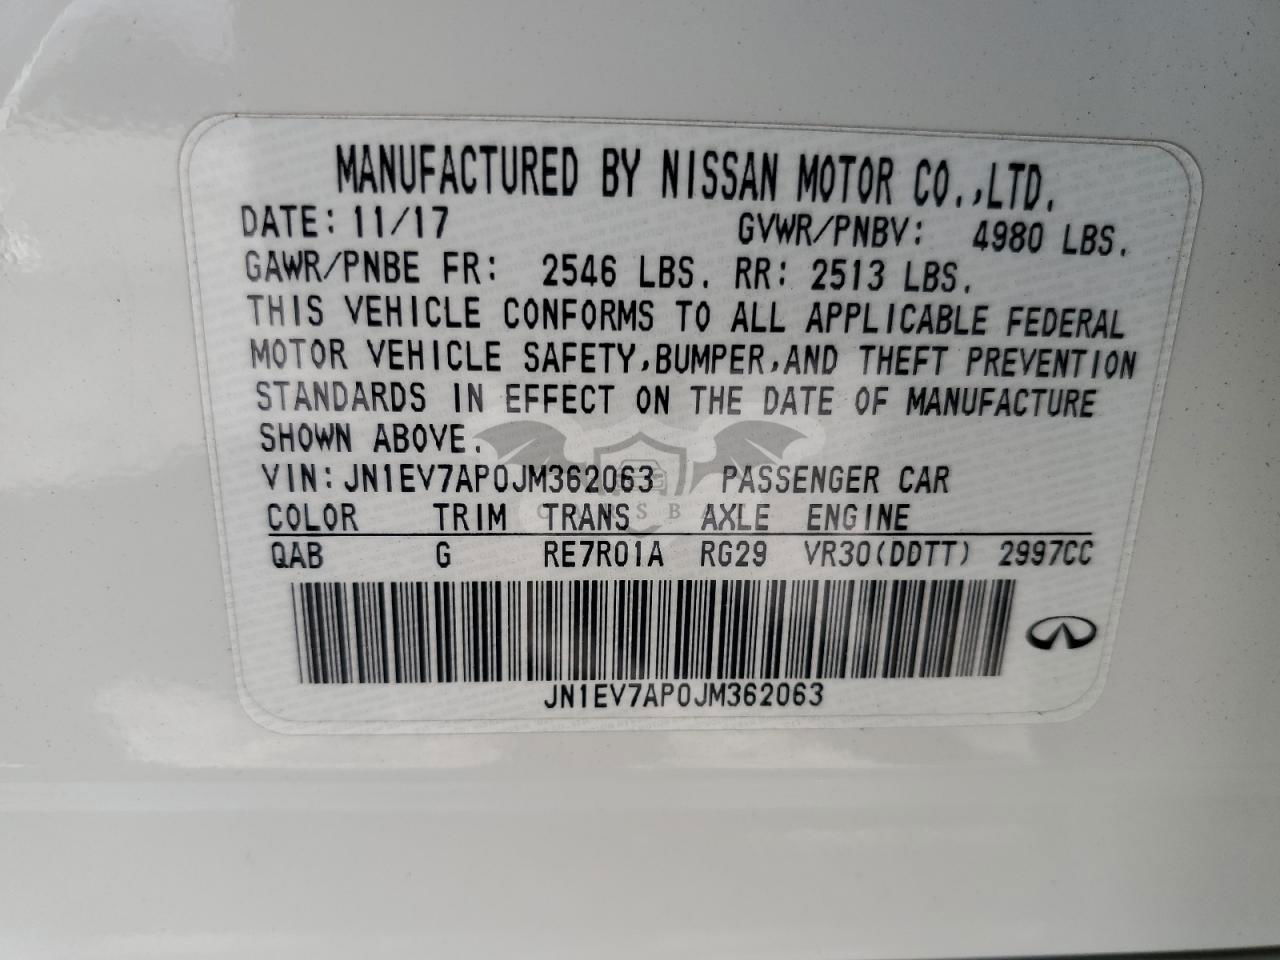 MANUFACTURED BY NISSAN MOTOR CO.,LTD.
DATE: 11/17 GVWR/PNBV: 4980 LBS.
GAWR/PNBE FR: 2546 LBS. RR: 2513 LBS.
THIS VEHICLE CONFORMS TO ALL APPLICABLE FEDERAL
MOTOR VEHICLE SAFETY,BUMPER,AND THEFT PREVENTION
STANDARDS IN EFFECT ON THE DATE OF MANUFACTURE
SHOWN ABOVE.
VIN:JN1EV7AP0JM362063 PASSENGER CAR
COLOR TRIM TRANS AXLE ENGINE
QAB G RE7R01A RG29 VR30(DDTT) 2997CC
JN1EV7AP0JM362063